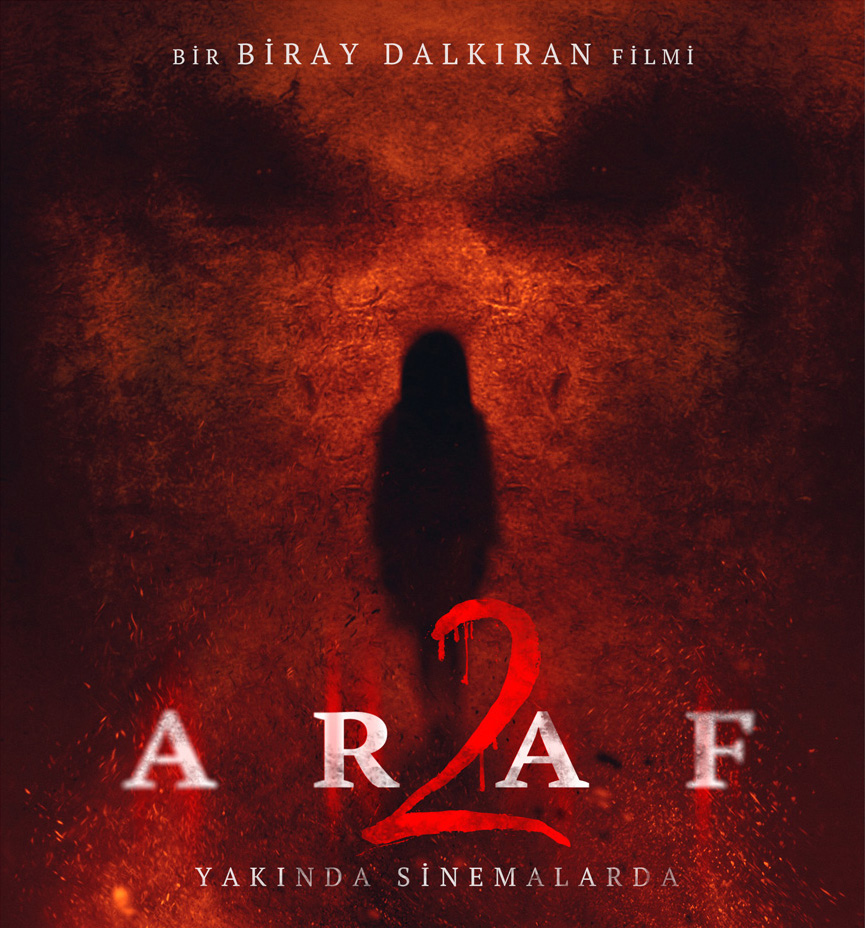 BİR BİRAY DALKIRAN FİLMİ
ARAF
2
YAKINDA SİNEMALARDA